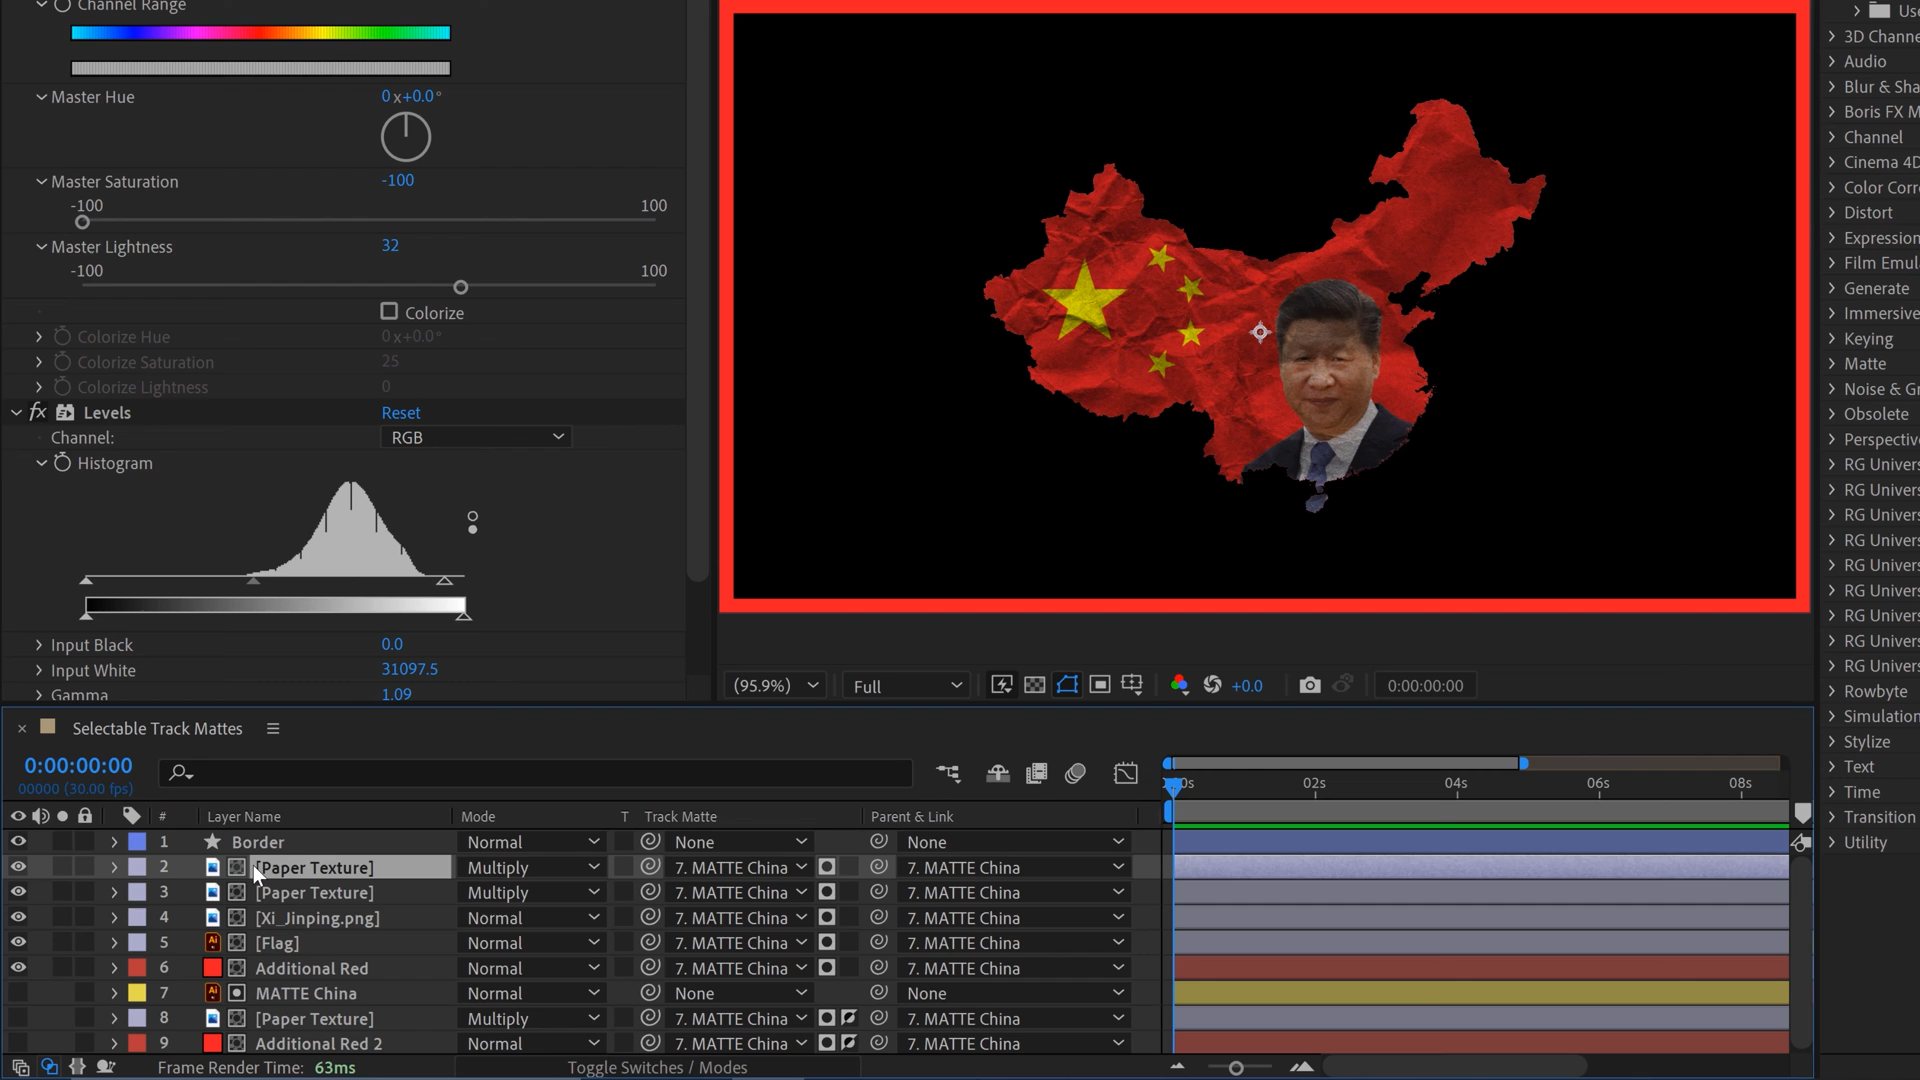 Channel Range
Master Hue
0 x+0.0°
Master Saturation
-100
-100
100
Master Lightness
32
-100
100
Colorize
Colorize Hue
0 x+0.0°
Colorize Saturation
25
Colorize Lightness
0
fx Levels
Reset
Channel:
RGB
Histogram
Input Black
0.0
Input White
31097.5
Gamma
1.09
(95.9%)
Full
+0.0
0:00:00:00
Use
3D Channe
Audio
Blur & Sha
Boris FX M
Channel
Cinema 4D
Color Corre
Distort
Expression
Film Emula
Generate
Immersive
Keying
Matte
Noise & Gr
Obsolete
Perspective
RG Univers
RG Univers
RG Univers
RG Univers
RG Univers
RG Univers
RG Univers
RG Univers
RG Univers
Rowbyte
Simulation
Stylize
Text
Time
Transition
Utility
Selectable Track Mattes
0:00:00:00
00000 (30.00 fps)
02s
04s
06s
08s
# Layer Name Mode T Track Matte Parent & Link
1 Border Normal None None
2 [Paper Texture] Multiply 7. MATTE China 7. MATTE China
3 [Paper Texture] Multiply 7. MATTE China 7. MATTE China
4 [Xi_Jinping.png] Normal 7. MATTE China 7. MATTE China
5 Ai [Flag] Normal 7. MATTE China 7. MATTE China
6 Additional Red Normal 7. MATTE China 7. MATTE China
7 Ai MATTE China Normal None None
8 [Paper Texture] Multiply 7. MATTE China 7. MATTE China
9 Additional Red 2 Normal 7. MATTE China 7. MATTE China
Frame Render Time: 63ms
Toggle Switches / Modes